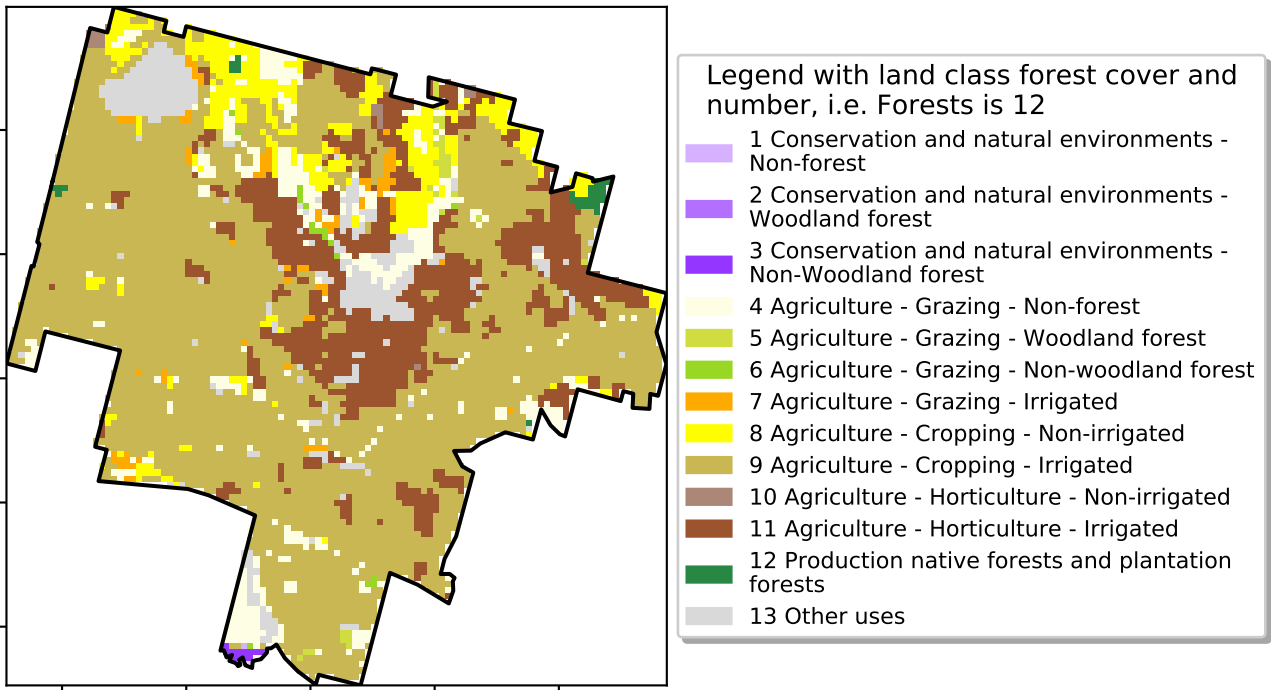 Legend with land class forest cover and
number, i.e. Forests is 12
1 Conservation and natural environments -
Non-forest
2 Conservation and natural environments -
Woodland forest
3 Conservation and natural environments -
Non-Woodland forest
4 Agriculture - Grazing - Non-forest
5 Agriculture - Grazing - Woodland forest
6 Agriculture - Grazing - Non-woodland forest
7 Agriculture - Grazing - Irrigated
8 Agriculture - Cropping - Non-irrigated
9 Agriculture - Cropping - Irrigated
10 Agriculture - Horticulture - Non-irrigated
11 Agriculture - Horticulture - Irrigated
12 Production native forests and plantation
forests
13 Other uses